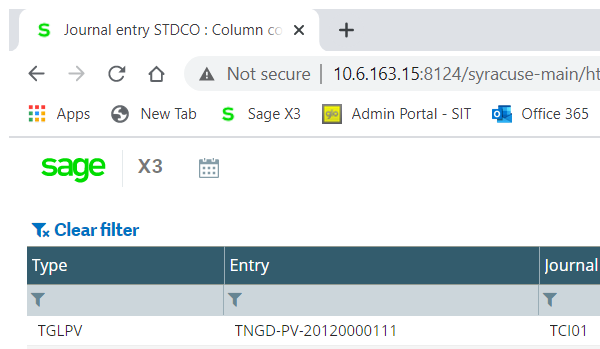 S Journal entry STDCO : Column co
Not secure | 10.6.163.15:8124/syracuse-main/ht
Apps New Tab S Sage X3 glo Admin Portal - SIT Office 365
sage X3
Clear filter
Type Entry Journal
TGLPV TNGD-PV-20120000111 TCI01